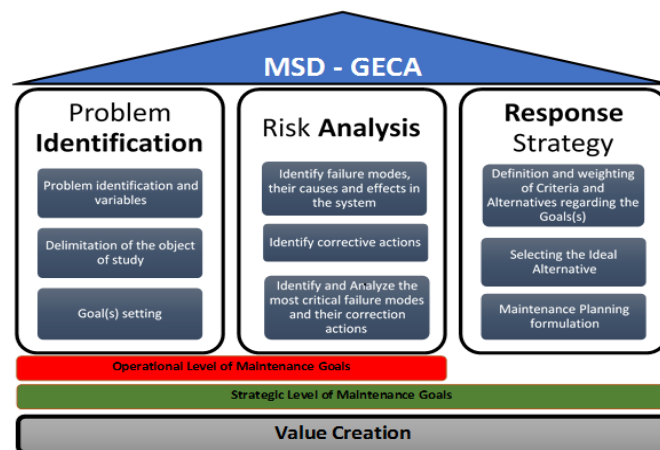 MSD - GECA
Problem
Identification
Problem identification and
variables
Delimitation of the object
of study
Goal(s) setting
Risk Analysis
Identify failure modes,
their causes and effects in
the system
Identify corrective actions
Identify and Analyze the
most critical failure modes
and their correction
actions
Response
Strategy
Definition and weighting
of Criteria and
Alternatives regarding the
Goals(s)
Selecting the Ideal
Alternative
Maintenance Planning
formulation
Operational Level of Maintenance Goals
Strategic Level of Maintenance Goals
Value Creation